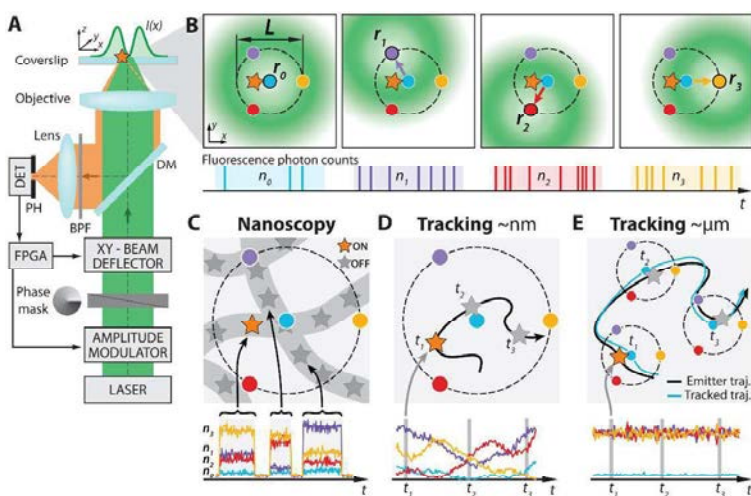 A
z
y
x
I(x)
Coverslip
Objective
Lens
DM
DET
PH
BPF
FPGA
XY - BEAM
DEFLECTOR
Phase
mask
AMPLITUDE
MODULATOR
LASER
B
L
r0
r1
r2
r3
y
x
Fluorescence photon counts
n0
n1
n2
n3
t
C Nanoscopy
ON
OFF
n3
n1
n2
n0
t
D Tracking ~nm
t1
t2
t3
t1
t2
t3
t
E Tracking ~μm
t2
t1
t3
Emitter traj.
Tracked traj.
t1
t2
t3
t